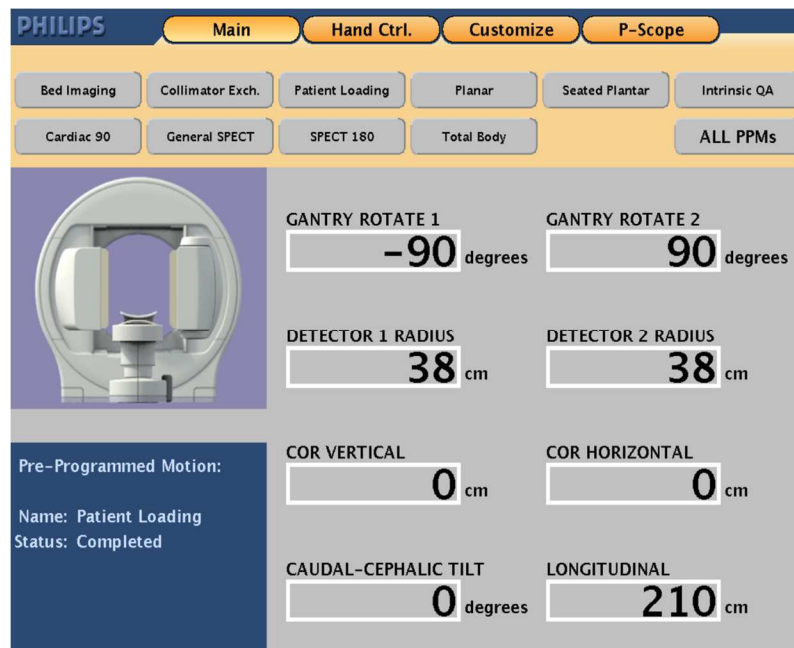 PHILIPS
Main
Hand Ctrl.
Customize
P-Scope
Bed Imaging
Collimator Exch.
Patient Loading
Planar
Seated Plantar
Intrinsic QA
Cardiac 90
General SPECT
SPECT 180
Total Body
ALL PPMs
GANTRY ROTATE 1
-90 degrees
GANTRY ROTATE 2
90 degrees
DETECTOR 1 RADIUS
38 cm
DETECTOR 2 RADIUS
38 cm
Pre-Programmed Motion:
Name: Patient Loading
Status: Completed
COR VERTICAL
0 cm
COR HORIZONTAL
0 cm
CAUDAL-CEPHALIC TILT
0 degrees
LONGITUDINAL
210 cm